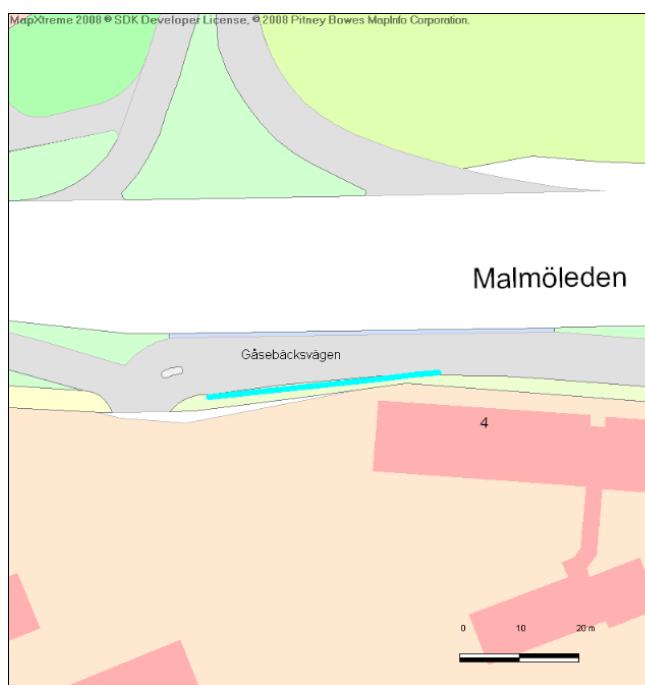 MapXtreme 2008 ® SDK Developer License, © 2008 Pitney Bowes MapInfo Corporation.
Malmöleden
Gåsebäcksvägen
4
0 10 20 m